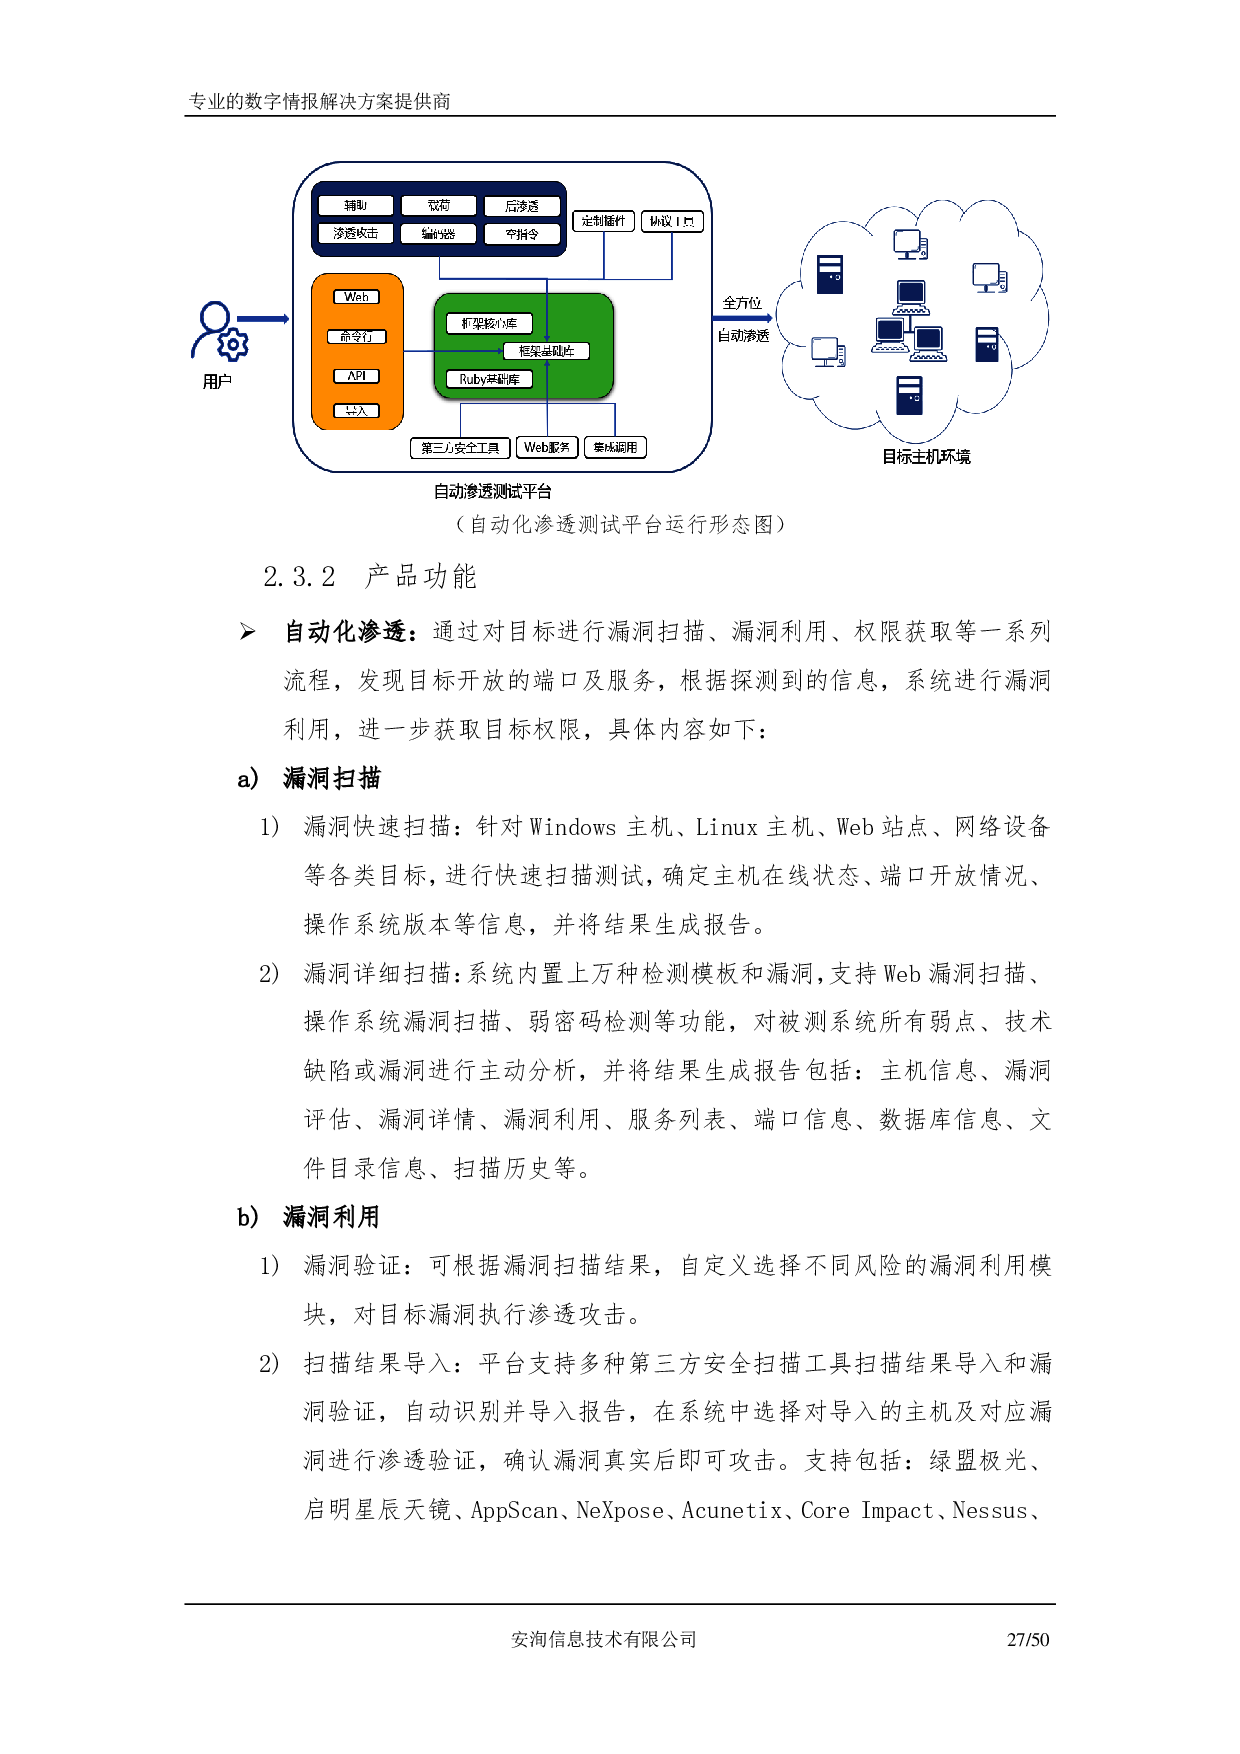 专业的数字情报解决方案提供商
辅助 载荷 后渗透
渗透攻击 编码器 空指令
定制插件 协议工具
Web
命令行
API
导入
框架核心库
框架基础库
Ruby基础库
第三方安全工具 Web服务 集成调用
用户
全方位
自动渗透
目标主机环境
自动渗透测试平台
（自动化渗透测试平台运行形态图）
2.3.2 产品功能
➢ 自动化渗透：通过对目标进行漏洞扫描、漏洞利用、权限获取等一系列
流程，发现目标开放的端口及服务，根据探测到的信息，系统进行漏洞
利用，进一步获取目标权限，具体内容如下：
a) 漏洞扫描
1) 漏洞快速扫描：针对 Windows 主机、Linux 主机、Web 站点、网络设备
等各类目标，进行快速扫描测试，确定主机在线状态、端口开放情况、
操作系统版本等信息，并将结果生成报告。
2) 漏洞详细扫描：系统内置上万种检测模板和漏洞，支持 Web 漏洞扫描、
操作系统漏洞扫描、弱密码检测等功能，对被测系统所有弱点、技术
缺陷或漏洞进行主动分析，并将结果生成报告包括：主机信息、漏洞
评估、漏洞详情、漏洞利用、服务列表、端口信息、数据库信息、文
件目录信息、扫描历史等。
b) 漏洞利用
1) 漏洞验证：可根据漏洞扫描结果，自定义选择不同风险的漏洞利用模
块，对目标漏洞执行渗透攻击。
2) 扫描结果导入：平台支持多种第三方安全扫描工具扫描结果导入和漏
洞验证，自动识别并导入报告，在系统中选择对导入的主机及对应漏
洞进行渗透验证，确认漏洞真实后即可攻击。支持包括：绿盟极光、
启明星辰天镜、AppScan、NeXpose、Acunetix、Core Impact、Nessus、
安洵信息技术有限公司 27/50